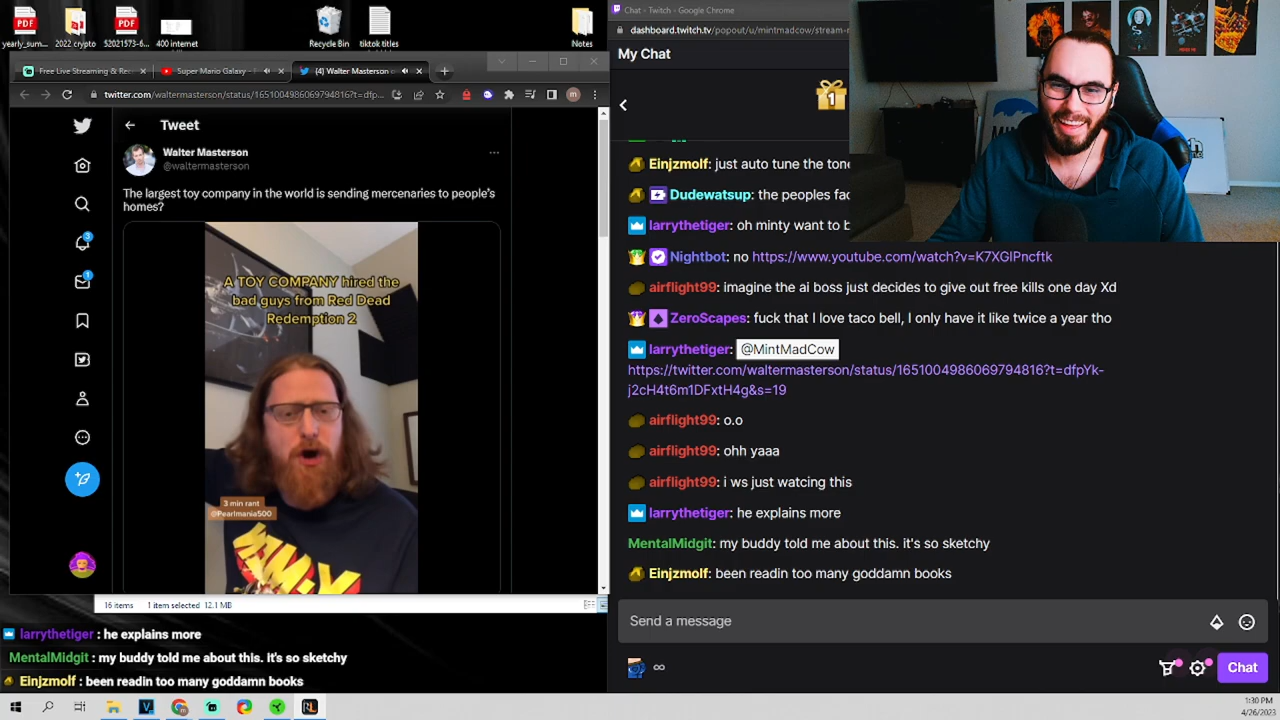 yearly_sum...
2022 crypto
52021573-6...
400 internet
Recycle Bin
tiktok titles
Notes
Free Live Streaming & Re
Super Mario Galaxy -
(4) Walter Masterson
twitter.com/waltermasterson/status/1651004986069794816?t=dfp...
Tweet
Walter Masterson
@waltermasterson
The largest toy company in the world is sending mercenaries to people's
homes?
A TOY COMPANY hired the
bad guys from Red Dead
Redemption 2
3 min rant
@Pearlmania500
16 items 1 item selected 12.1 MB
larrythetiger : he explains more
MentalMidgit : my buddy told me about this. it's so sketchy
Einjzmolf : been readin too many goddamn books
Chat - Twitch - Google Chrome
dashboard.twitch.tv/popout/u/mintmadcow/stream-
My Chat
1
Einjzmolf: just auto tune the tone
Dudewatsup: the peoples fac
larrythetiger: oh minty want to b
Nightbot: no https://www.youtube.com/watch?v=K7XGIPncftk
airflight99: imagine the ai boss just decides to give out free kills one day Xd
ZeroScapes: fuck that I love taco bell, I only have it like twice a year tho
larrythetiger: @MintMadCow
https://twitter.com/waltermasterson/status/1651004986069794816?t=dfpYk-
j2cH4t6m1DFxtH4g&s=19
airflight99: o.o
airflight99: ohh yaaa
airflight99: i ws just watcing this
larrythetiger: he explains more
MentalMidgit: my buddy told me about this. it's so sketchy
Einjzmolf: been readin too many goddamn books
Send a message
Chat
1:30 PM
4/26/2023